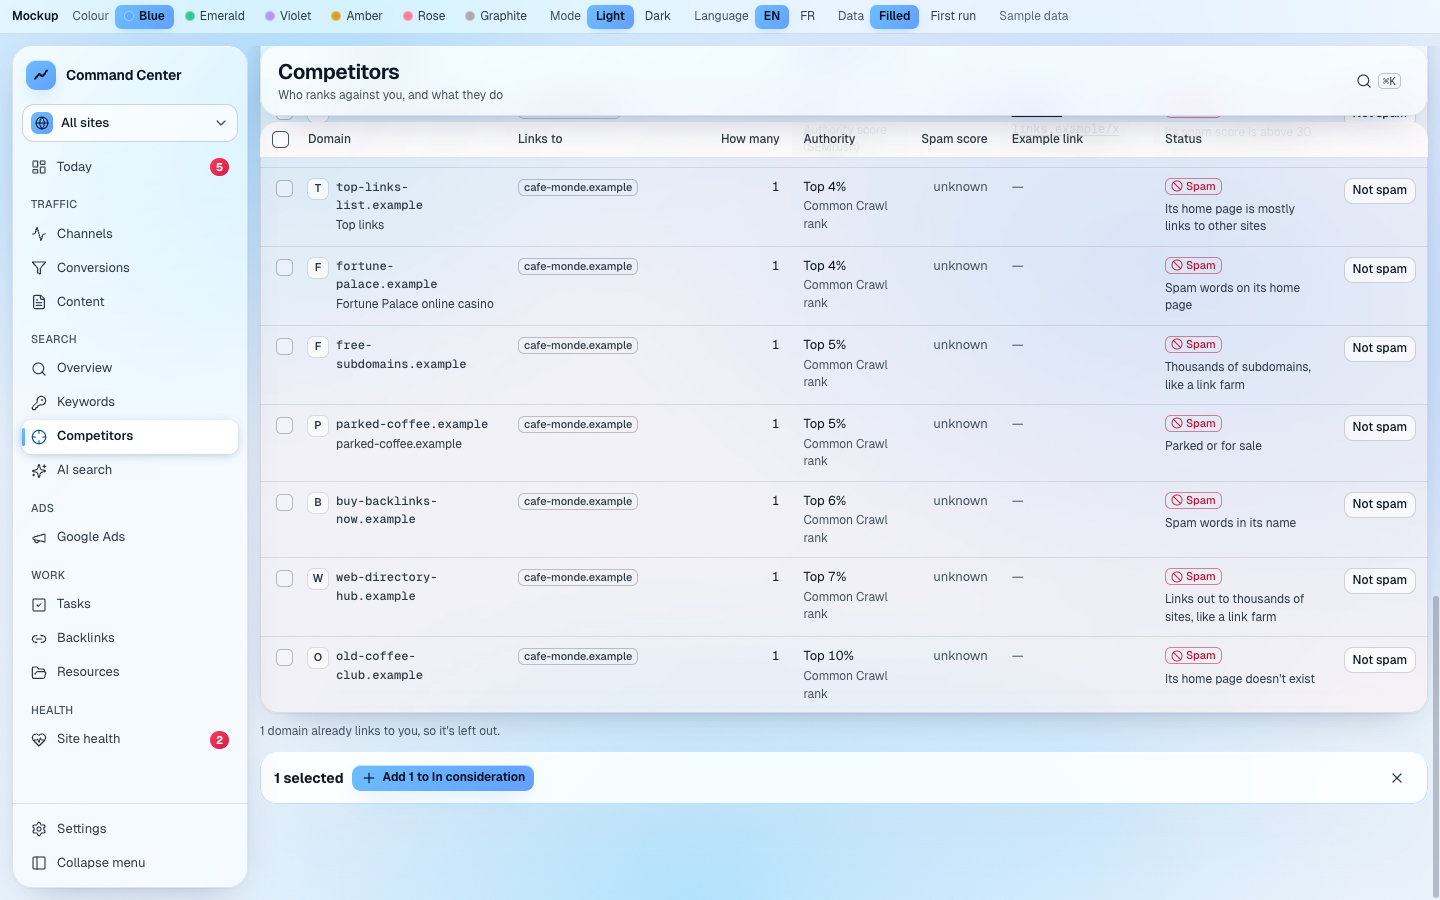 Mockup Colour Blue Emerald Violet Amber Rose Graphite Mode Light Dark Language EN FR Data Filled First run Sample data
Command Center
All sites
Today 5
TRAFFIC
Channels
Conversions
Content
SEARCH
Overview
Keywords
Competitors
AI search
ADS
Google Ads
WORK
Tasks
Backlinks
Resources
HEALTH
Site health 2
Settings
Collapse menu
Competitors
Who ranks against you, and what they do
⌘K
Domain Links to How many Authority Spam score Example link Status
T top-links- cafe-monde.example 1 Top 4% unknown — Spam Not spam
list.example Common Crawl Its home page is mostly
Top links rank links to other sites
F fortune- cafe-monde.example 1 Top 4% unknown — Spam Not spam
palace.example Common Crawl Spam words on its home
Fortune Palace online casino rank page
F free- cafe-monde.example 1 Top 5% unknown — Spam Not spam
subdomains.example Common Crawl Thousands of subdomains,
rank like a link farm
P parked-coffee.example cafe-monde.example 1 Top 5% unknown — Spam Not spam
parked-coffee.example Common Crawl Parked or for sale
rank
B buy-backlinks- cafe-monde.example 1 Top 6% unknown — Spam Not spam
now.example Common Crawl Spam words in its name
rank
W web-directory- cafe-monde.example 1 Top 7% unknown — Spam Not spam
hub.example Common Crawl Links out to thousands of
rank sites, like a link farm
O old-coffee- cafe-monde.example 1 Top 10% unknown — Spam Not spam
club.example Common Crawl Its home page doesn't exist
rank
1 domain already links to you, so it's left out.
1 selected Add 1 to In consideration